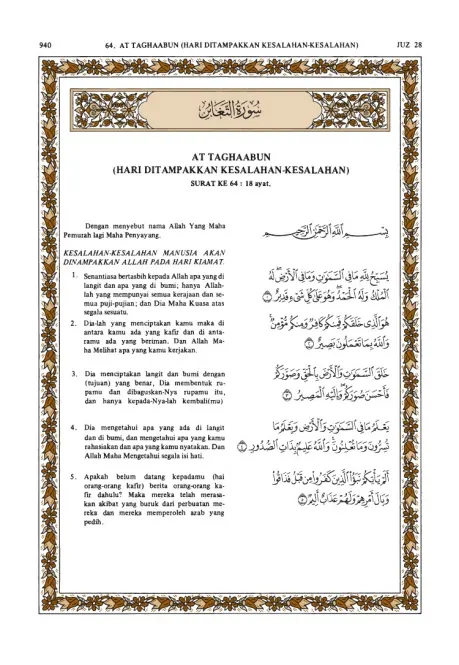 940 64. AT TAGHAABUN (HARI DITAMPAKKAN KESALAHAN-KESALAHAN) JUZ 28
سُورَةُ التَّغَابُنِ
AT TAGHAABUN
(HARI DITAMPAKKAN KESALAHAN-KESALAHAN)
SURAT KE 64 : 18 ayat.
Dengan menyebut nama Allah Yang Maha
Pemurah lagi Maha Penyayang.
بِسْمِ اللَّهِ الرَّحْمَٰنِ الرَّحِيمِ
KESALAHAN-KESALAHAN MANUSIA AKAN
DINAMPAKKAN ALLAH PADA HARI KIAMAT.
1. Senantiasa bertasbih kepada Allah apa yang di
langit dan apa yang di bumi; hanya Allah-
lah yang mempunyai semua kerajaan dan se-
mua puji-pujian; dan Dia Maha Kuasa atas
segala sesuatu.
يُسَبِّحُ لِلَّهِ مَا فِي السَّمَٰوَٰتِ وَمَا فِي الْأَرْضِ لَهُ
الْمُلْكُ وَلَهُ الْحَمْدُ وَهُوَ عَلَىٰ كُلِّ شَيْءٍ قَدِيرٌ ①
2. Dia-lah yang menciptakan kamu maka di
antara kamu ada yang kafir dan di anta-
ramu ada yang beriman. Dan Allah Ma-
ha Melihat apa yang kamu kerjakan.
هُوَ الَّذِي خَلَقَكُمْ فَمِنْكُمْ كَافِرٌ وَمِنْكُمْ مُؤْمِنٌ
وَاللَّهُ بِمَا تَعْمَلُونَ بَصِيرٌ ②
3. Dia menciptakan langit dan bumi dengan
(tujuan) yang benar, Dia membentuk ru-
pamu dan dibaguskan-Nya rupamu itu,
dan hanya kepada-Nya-lah kembali(mu)
خَلَقَ السَّمَٰوَٰتِ وَالْأَرْضَ بِالْحَقِّ وَصَوَّرَكُمْ
فَأَحْسَنَ صُوَرَكُمْ وَإِلَيْهِ الْمَصِيرُ ③
4. Dia mengetahui apa yang ada di langit
dan di bumi, dan mengetahui apa yang kamu
rahasiakan dan apa yang kamu nyatakan. Dan
Allah Maha Mengetahui segala isi hati.
يَعْلَمُ مَا فِي السَّمَٰوَٰتِ وَالْأَرْضِ وَيَعْلَمُ مَا
تُسِرُّونَ وَمَا تُعْلِنُونَ وَاللَّهُ عَلِيمٌ بِذَاتِ الصُّدُورِ ④
5. Apakah belum datang kepadamu (hai
orang-orang kafir) berita orang-orang ka-
fir dahulu? Maka mereka telah merasa-
kan akibat yang buruk dari perbuatan me-
reka dan mereka memperoleh azab yang
pedih.
أَلَمْ يَأْتِكُمْ نَبَؤُا الَّذِينَ كَفَرُوا مِنْ قَبْلُ فَذَاقُوا
وَبَالَ أَمْرِهِمْ وَلَهُمْ عَذَابٌ أَلِيمٌ ⑤